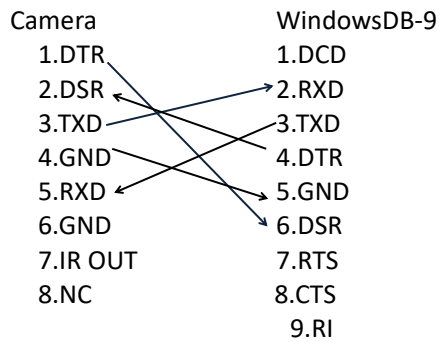 Camera
1.DTR
2.DSR
3.TXD
4.GND
5.RXD
6.GND
7.IR OUT
8.NC
WindowsDB-9
1.DCD
2.RXD
3.TXD
4.DTR
5.GND
6.DSR
7.RTS
8.CTS
9.RI